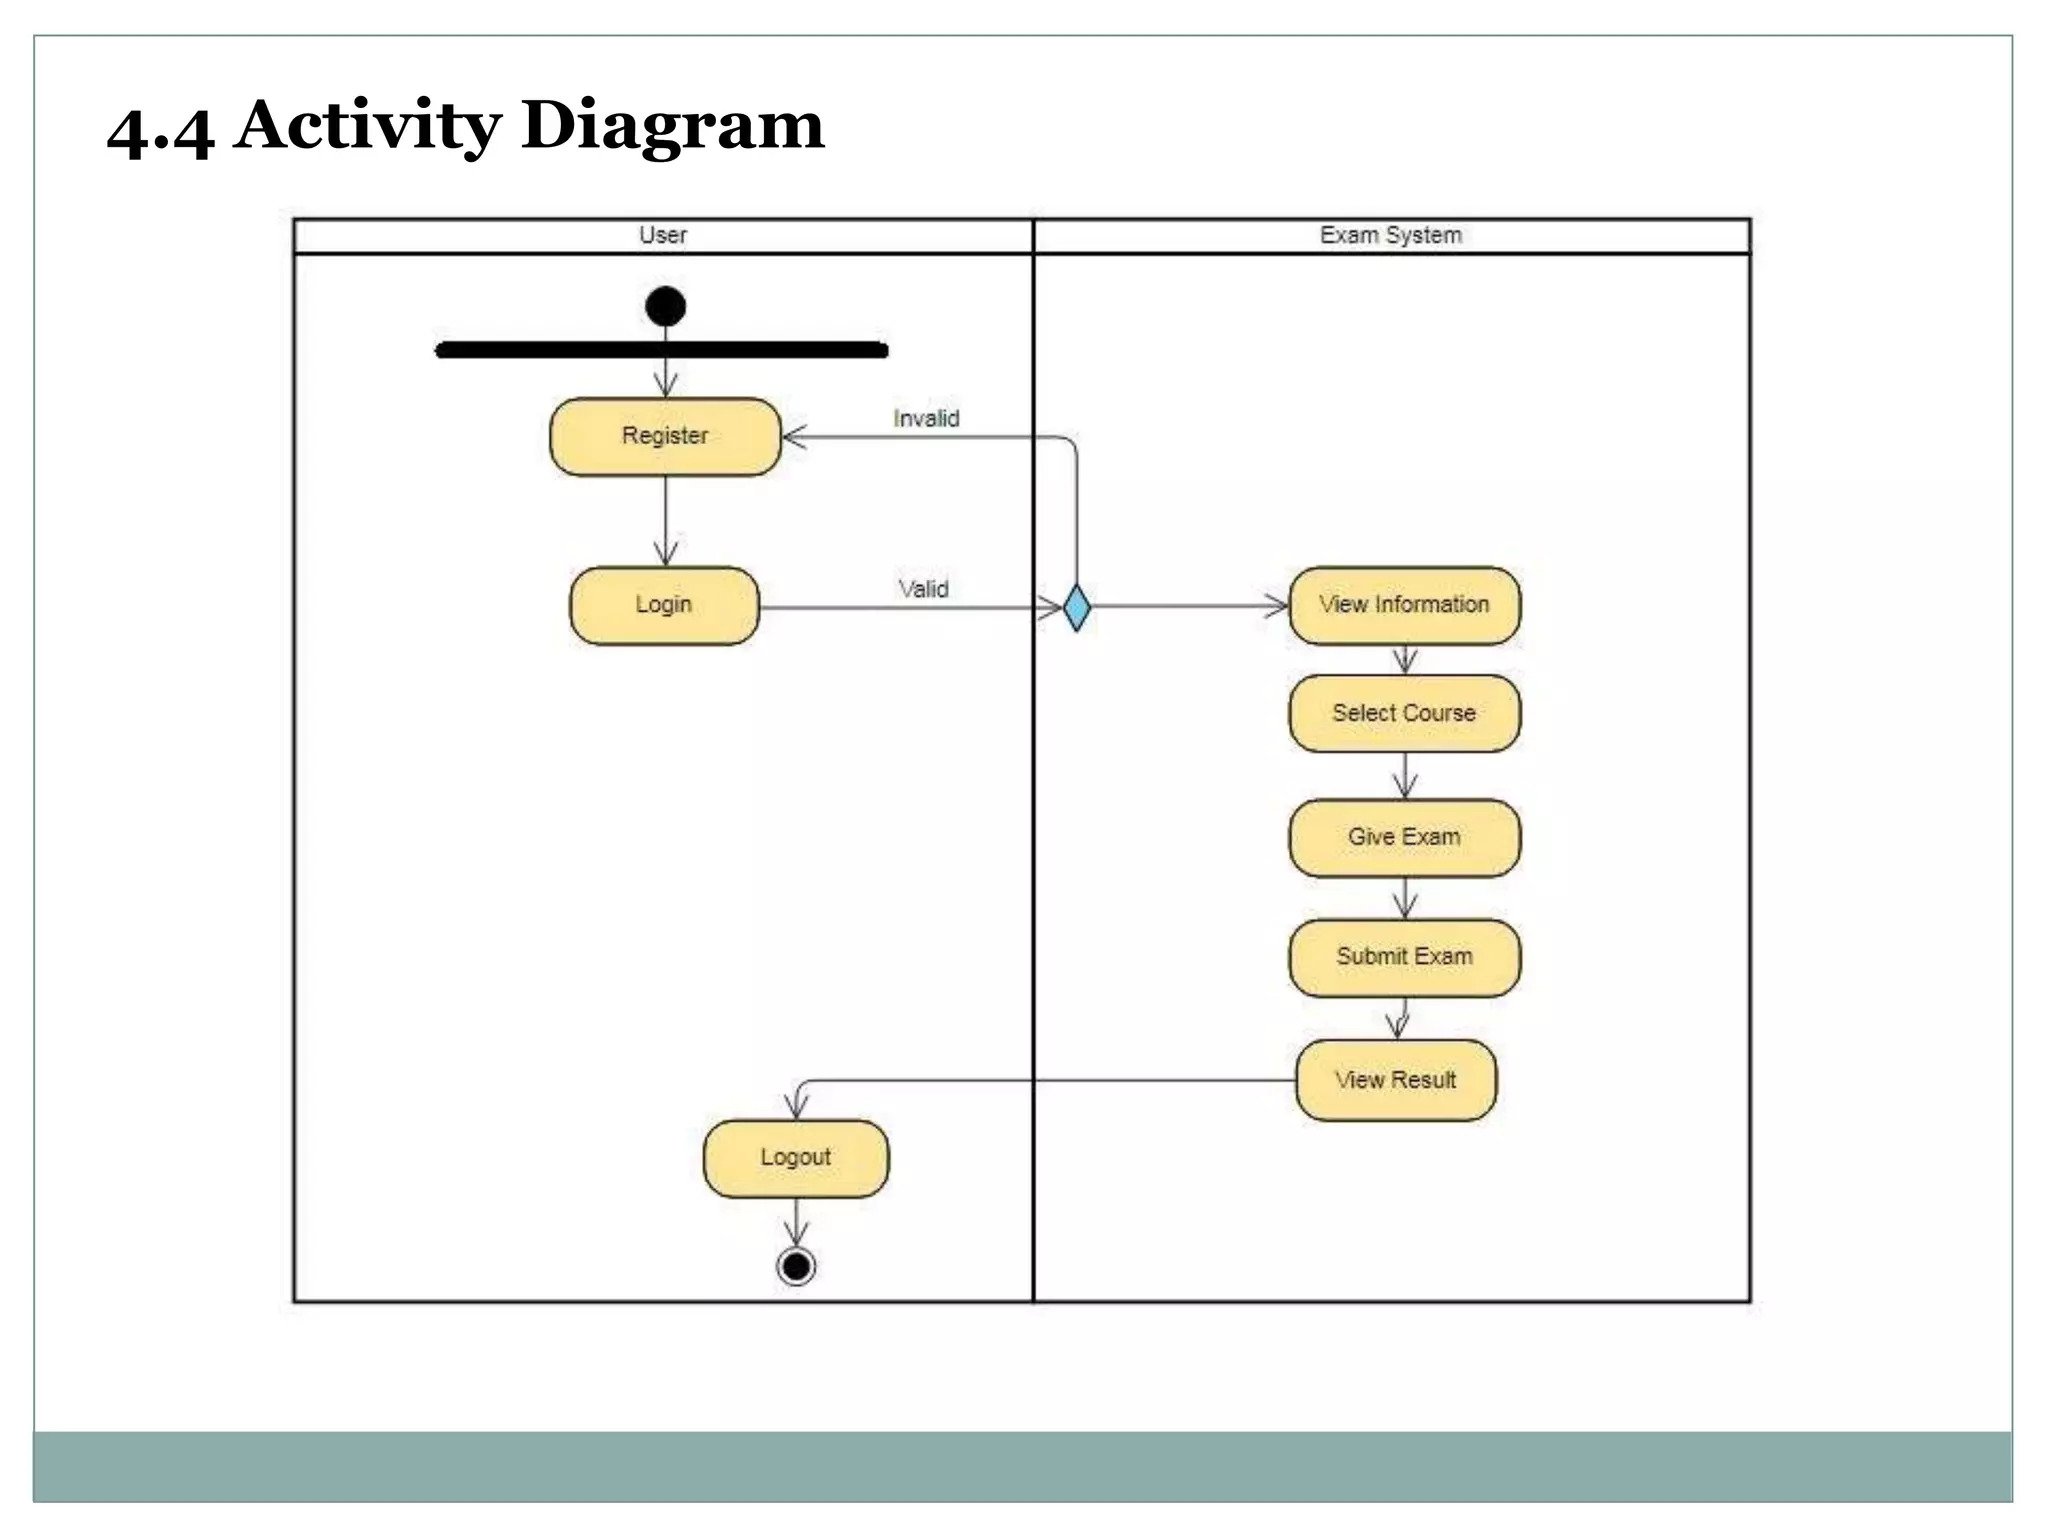 4.4 Activity Diagram
User
Exam System
Register
Invalid
Login
Valid
View Information
Select Course
Give Exam
Submit Exam
View Result
Logout